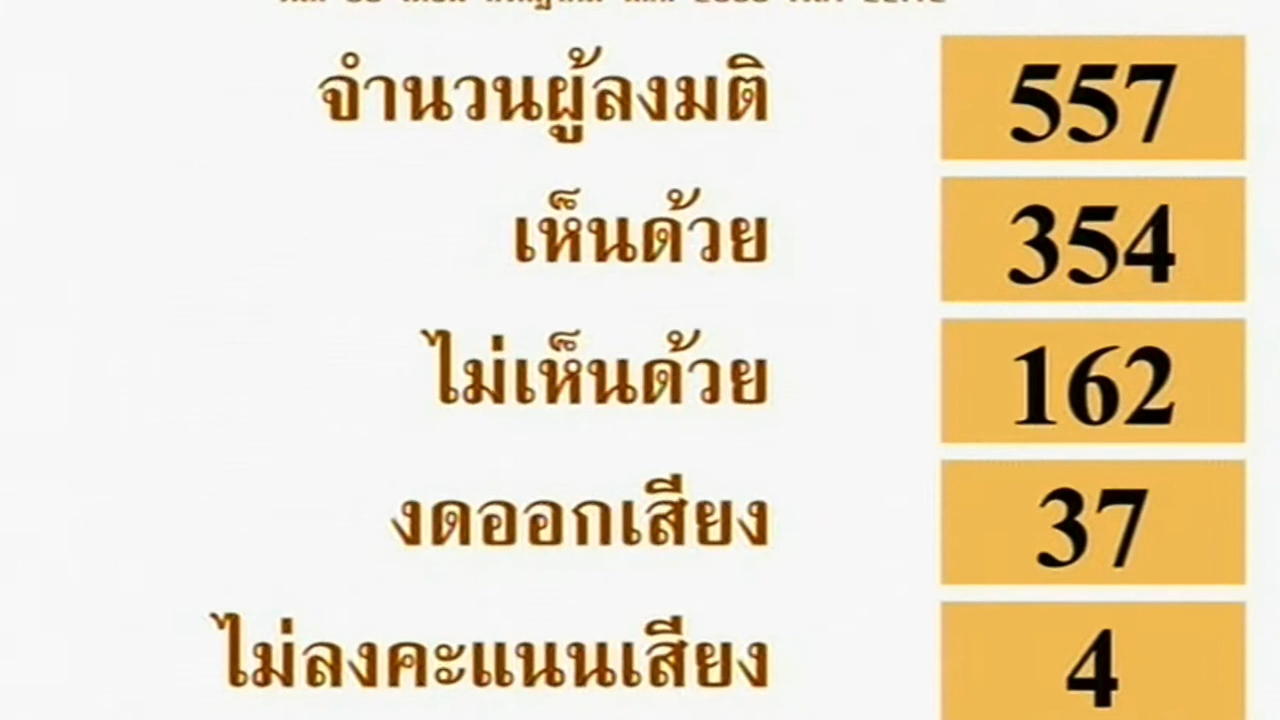 จำนวนผู้ลงมติ 557
เห็นด้วย 354
ไม่เห็นด้วย 162
งดออกเสียง 37
ไม่ลงคะแนนเสียง 4